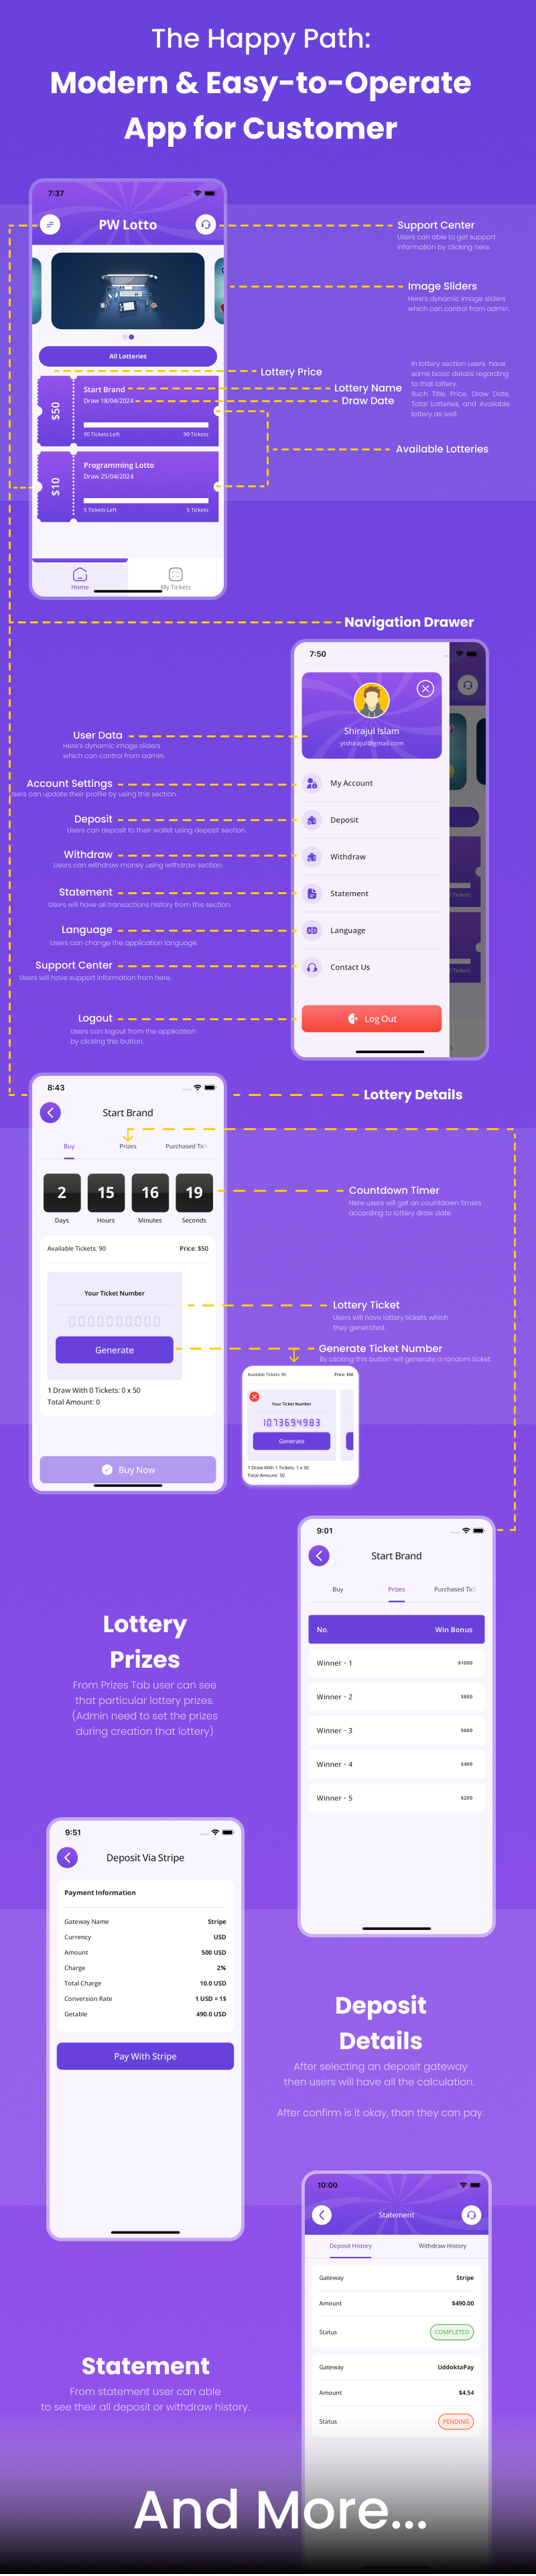 The Happy Path:
Modern & Easy-to-Operate
App for Customer
7:37
PW Lotto
Support Center
Users can able to get support
information by clicking here.
Image Sliders
Here's dynamic image sliders
which can control from admin.
All Lotteries
Lottery Price
In lottery section users have
some basic details regarding
to that lottery.
Such Title, Price, Draw Date,
Total Lotteries, and Available
lottery as well.
$50
Start Brand
Draw 18/04/2024
90 Tickets Left
90 Tickets
Lottery Name
Draw Date
Available Lotteries
$10
Programming Lotto
Draw 25/04/2024
5 Tickets Left
5 Tickets
Home
My Tickets
Navigation Drawer
7:50
Shirajul Islam
ytshirajul@gmail.com
User Data
Here's dynamic image sliders
which can control from admin.
Account Settings
Users can update their profile by using this section.
My Account
Deposit
Users can deposit to their wallet using deposit section.
Deposit
Withdraw
Users can withdraw money using withdraw section.
Withdraw
Statement
Users will have all transactions history from this section.
Statement
5 Tickets
Language
Users can change the application language.
Language
Support Center
Users will have support information from here.
Contact Us
5 Tickets
Logout
Users can logout from the application
by clicking this button.
Log Out
8:43
Start Brand
Lottery Details
Buy
Prizes
Purchased Tic
2
15
16
19
Days
Hours
Minutes
Seconds
Countdown Timer
Here users will get an countdown timers
according to lottery draw date.
Available Tickets: 90
Price: $50
Your Ticket Number
Generate
Lottery Ticket
Users will have lottery tickets which
they generated.
Generate Ticket Number
By clicking this button will generate a random ticket.
1 Draw With 0 Tickets: 0 x 50
Total Amount: 0
Buy Now
Available Tickets: 90
Price: $50
Your Ticket Number
1073694983
Generate
1 Draw With 1 Tickets: 1 x 50
Total Amount: 50
9:01
Start Brand
Buy
Prizes
Purchased Tic
No.
Win Bonus
Winner - 1
$1000
Winner - 2
$800
Winner - 3
$600
Winner - 4
$400
Winner - 5
$200
Lottery
Prizes
From Prizes Tab user can see
that particular lottery prizes.
(Admin need to set the prizes
during creation that lottery)
9:51
Deposit Via Stripe
Payment Information
Gateway Name
Stripe
Currency
USD
Amount
500 USD
Charge
2%
Total Charge
10.0 USD
Conversion Rate
1 USD = 1$
Getable
490.0 USD
Pay With Stripe
Deposit
Details
After selecting an deposit gateway
then users will have all the calculation.
After confirm is it okay, than they can pay.
10:00
Statement
Deposit History
Withdraw History
Gateway
Stripe
Amount
$490.00
Status
COMPLETED
Gateway
UddoktaPay
Amount
$4.54
Status
PENDING
Statement
From statement user can able
to see their all deposit or withdraw history.
And More...